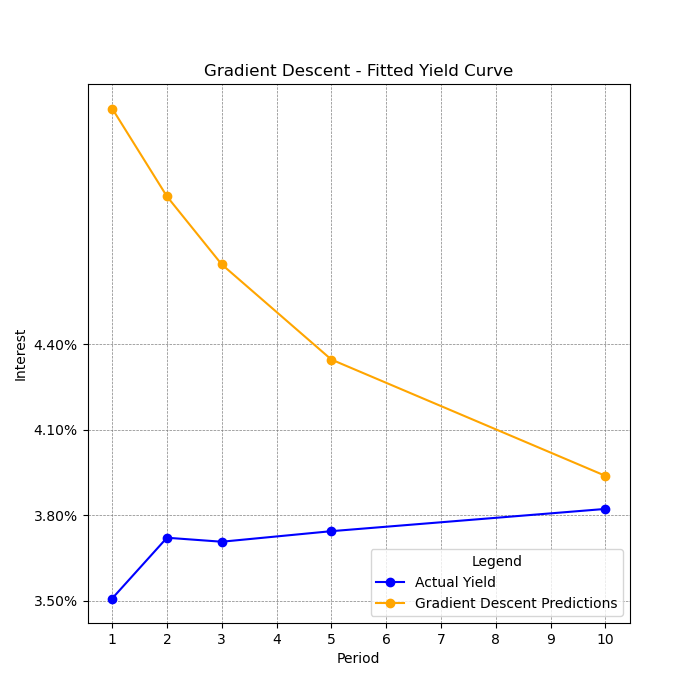 Gradient Descent - Fitted Yield Curve
Interest
4.40%
4.10%
3.80%
3.50%
Legend
Actual Yield
Gradient Descent Predictions
1 2 3 4 5 6 7 8 9 10
Period